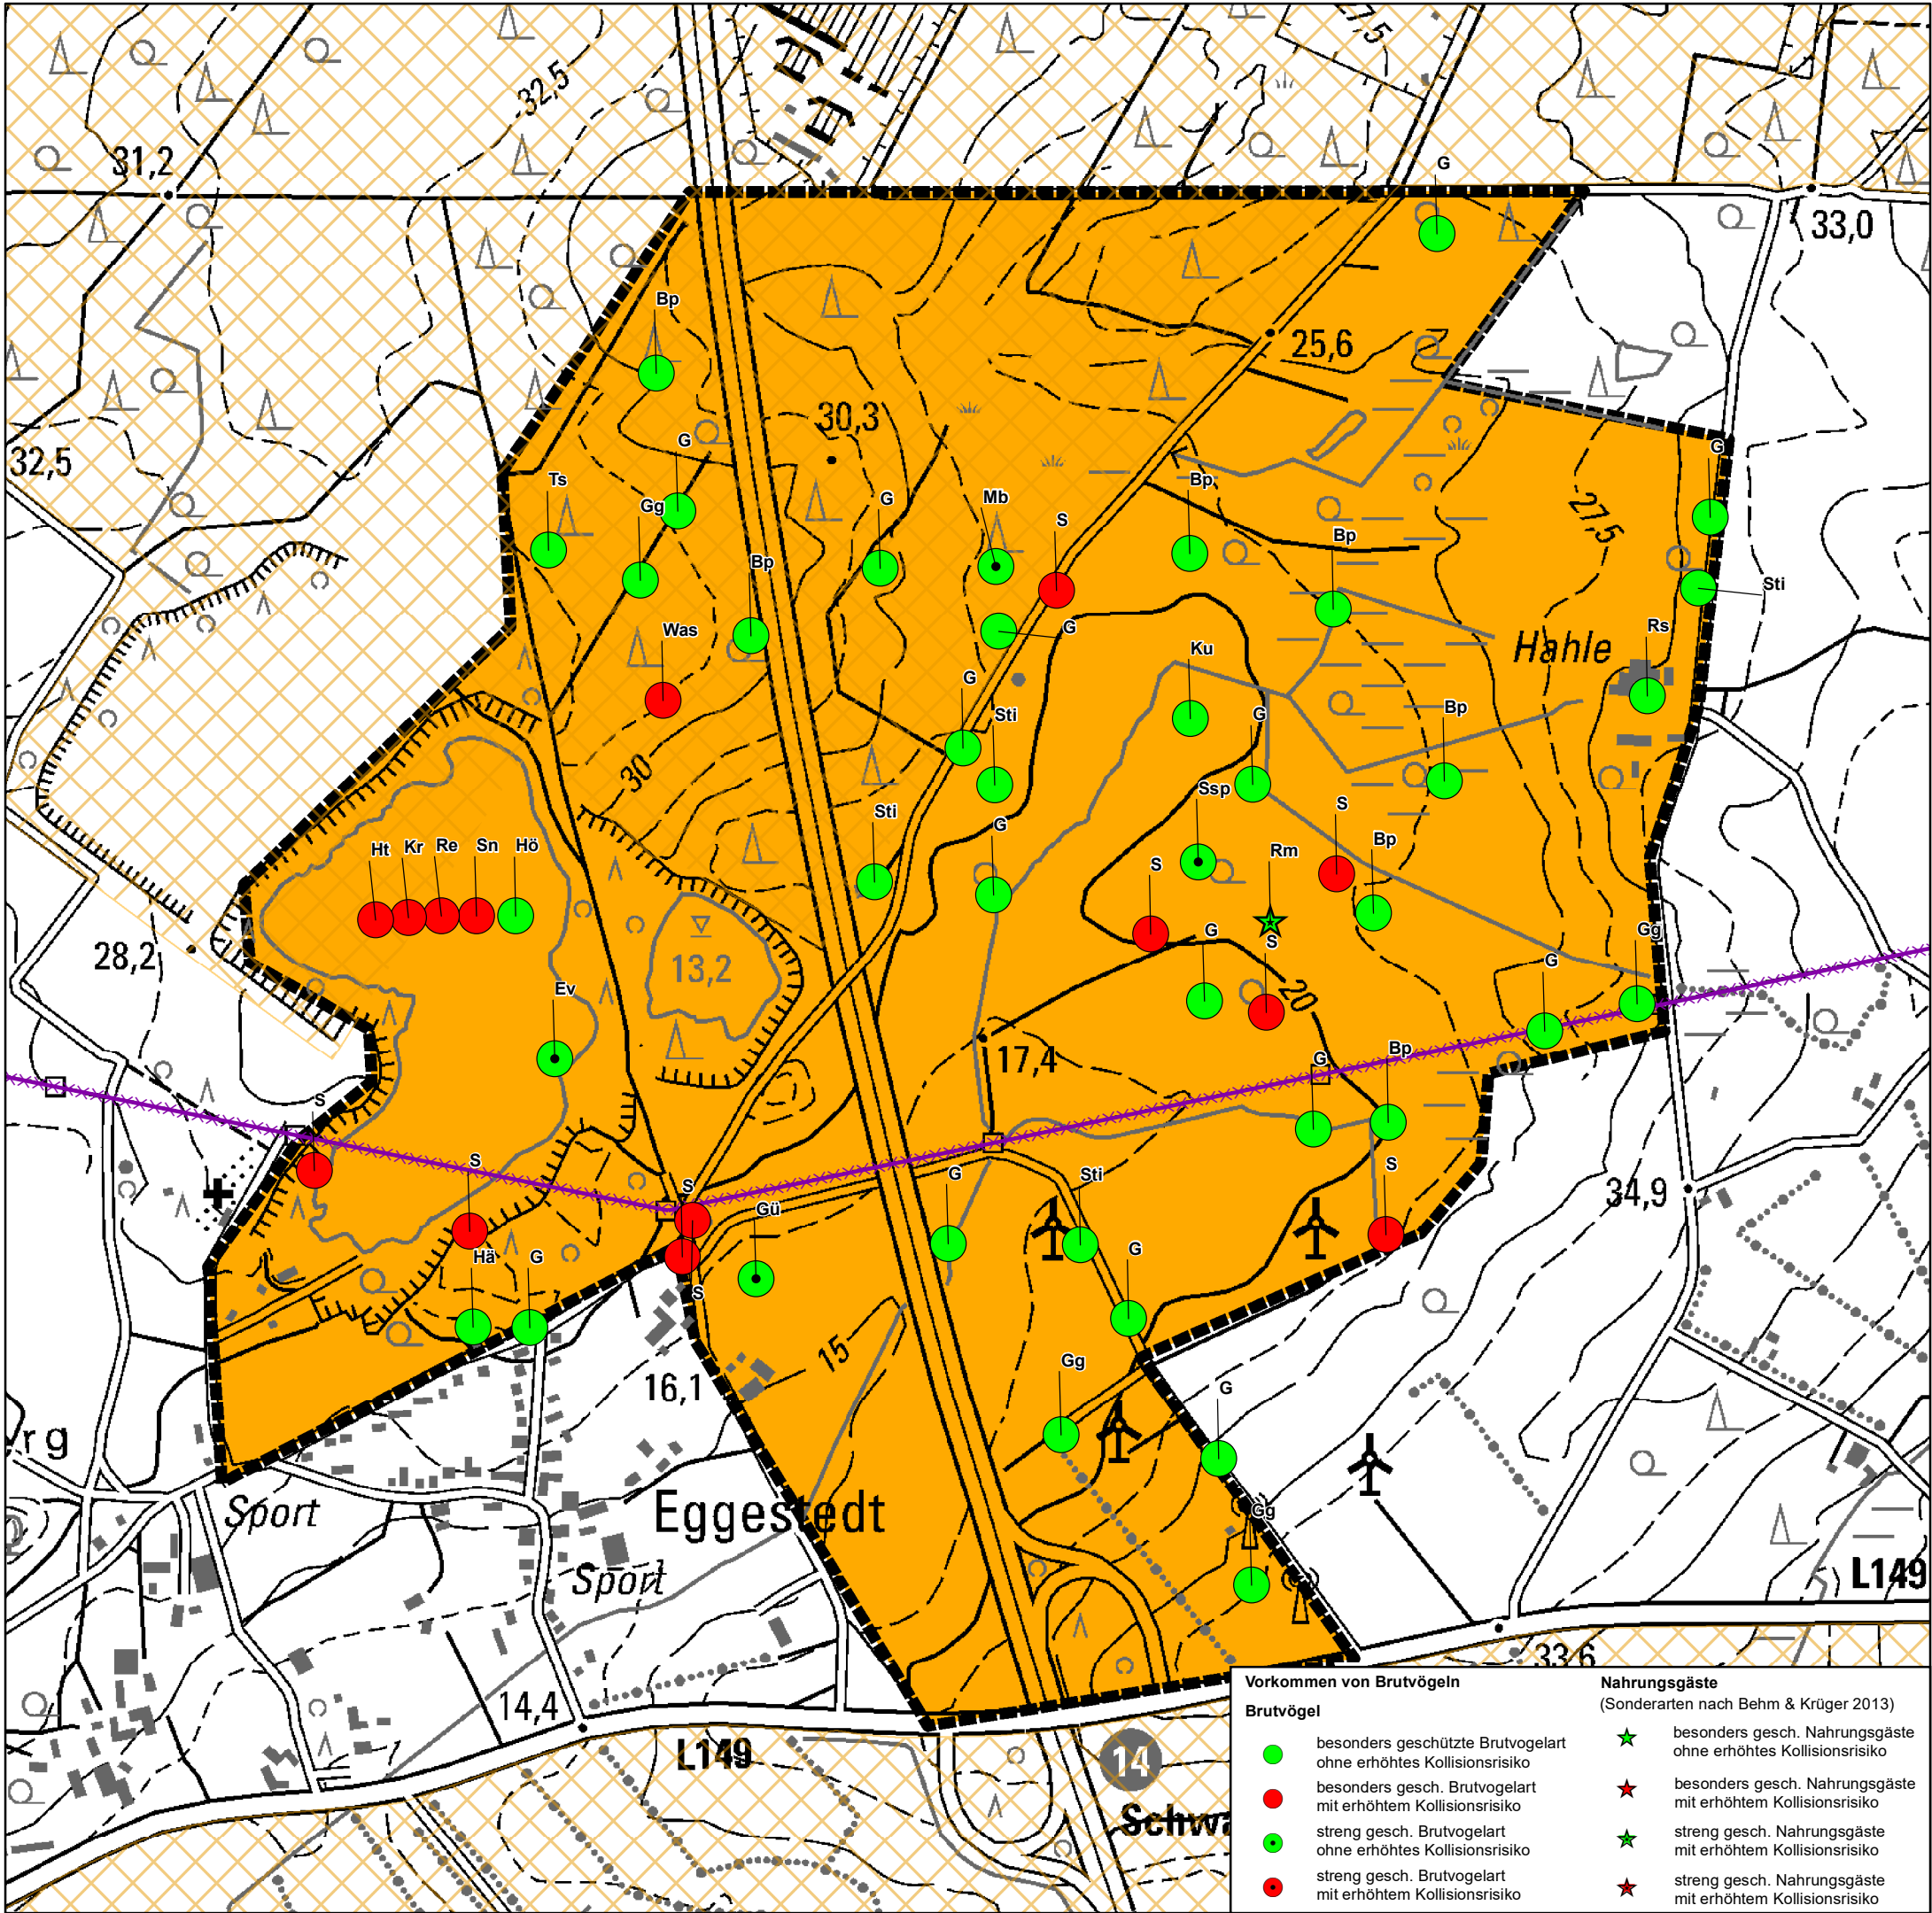 27,5
32,5
31,2
G
33,0
Bp
25,6
30,3
32,5
G
G
Ts
Gg
G
Mb
Bp
27,5
S
Bp
Bp
Sti
Was
G
Rs
Hahle
Ku
G
Sti
G
Bp
30
Ssp
Sti
G
S
Bp
Ht
Kr
Re
Sn
Hö
S
Rm
G
S
Gg
28,2
13,2
G
Ev
20
17,4
G
Bp
S
S
S
G
Sti
S
34,9
Gü
Hä
G
G
S
15
Gg
16,1
G
rg
Sport
Eggestedt
Gg
Sport
L149
33,6
14,4
L149
14
Schwa
Vorkommen von Brutvögeln
Brutvögel
besonders geschützte Brutvogelart
ohne erhöhtes Kollisionsrisiko
besonders gesch. Brutvogelart
mit erhöhtem Kollisionsrisiko
streng gesch. Brutvogelart
ohne erhöhtes Kollisionsrisiko
streng gesch. Brutvogelart
mit erhöhtem Kollisionsrisiko
Nahrungsgäste
(Sonderarten nach Behm & Krüger 2013)
besonders gesch. Nahrungsgäste
ohne erhöhtes Kollisionsrisiko
besonders gesch. Nahrungsgäste
mit erhöhtem Kollisionsrisiko
streng gesch. Nahrungsgäste
mit erhöhtem Kollisionsrisiko
streng gesch. Nahrungsgäste
mit erhöhtem Kollisionsrisiko